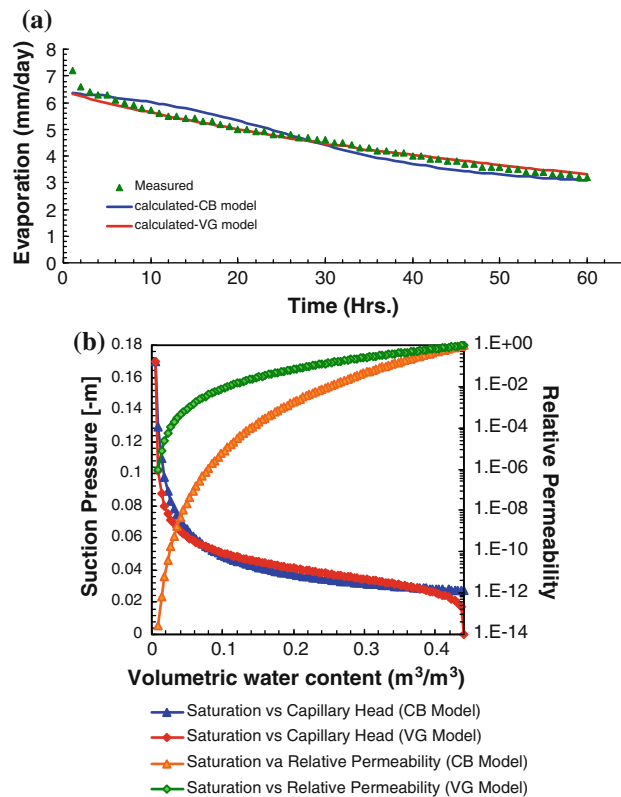 (a)
8
7
6
5
4
3
2
1
0
Evaporation (mm/day)
Measured
calculated-CB model
calculated-VG model
0 10 20 30 40 50 60
Time (Hrs.)
(b)
0.18
0.16
0.14
0.12
0.1
0.08
0.06
0.04
0.02
0
Suction Pressure [-m]
1.E+00
1.E-02
1.E-04
1.E-06
1.E-08
1.E-10
1.E-12
1.E-14
Relative Permeability
0 0.1 0.2 0.3 0.4
Volumetric water content (m³/m³)
Saturation vs Capillary Head (CB Model)
Saturation vs Capillary Head (VG Model)
Saturation va Relative Permeability (CB Model)
Saturation vs Relative Permeability (VG Model)